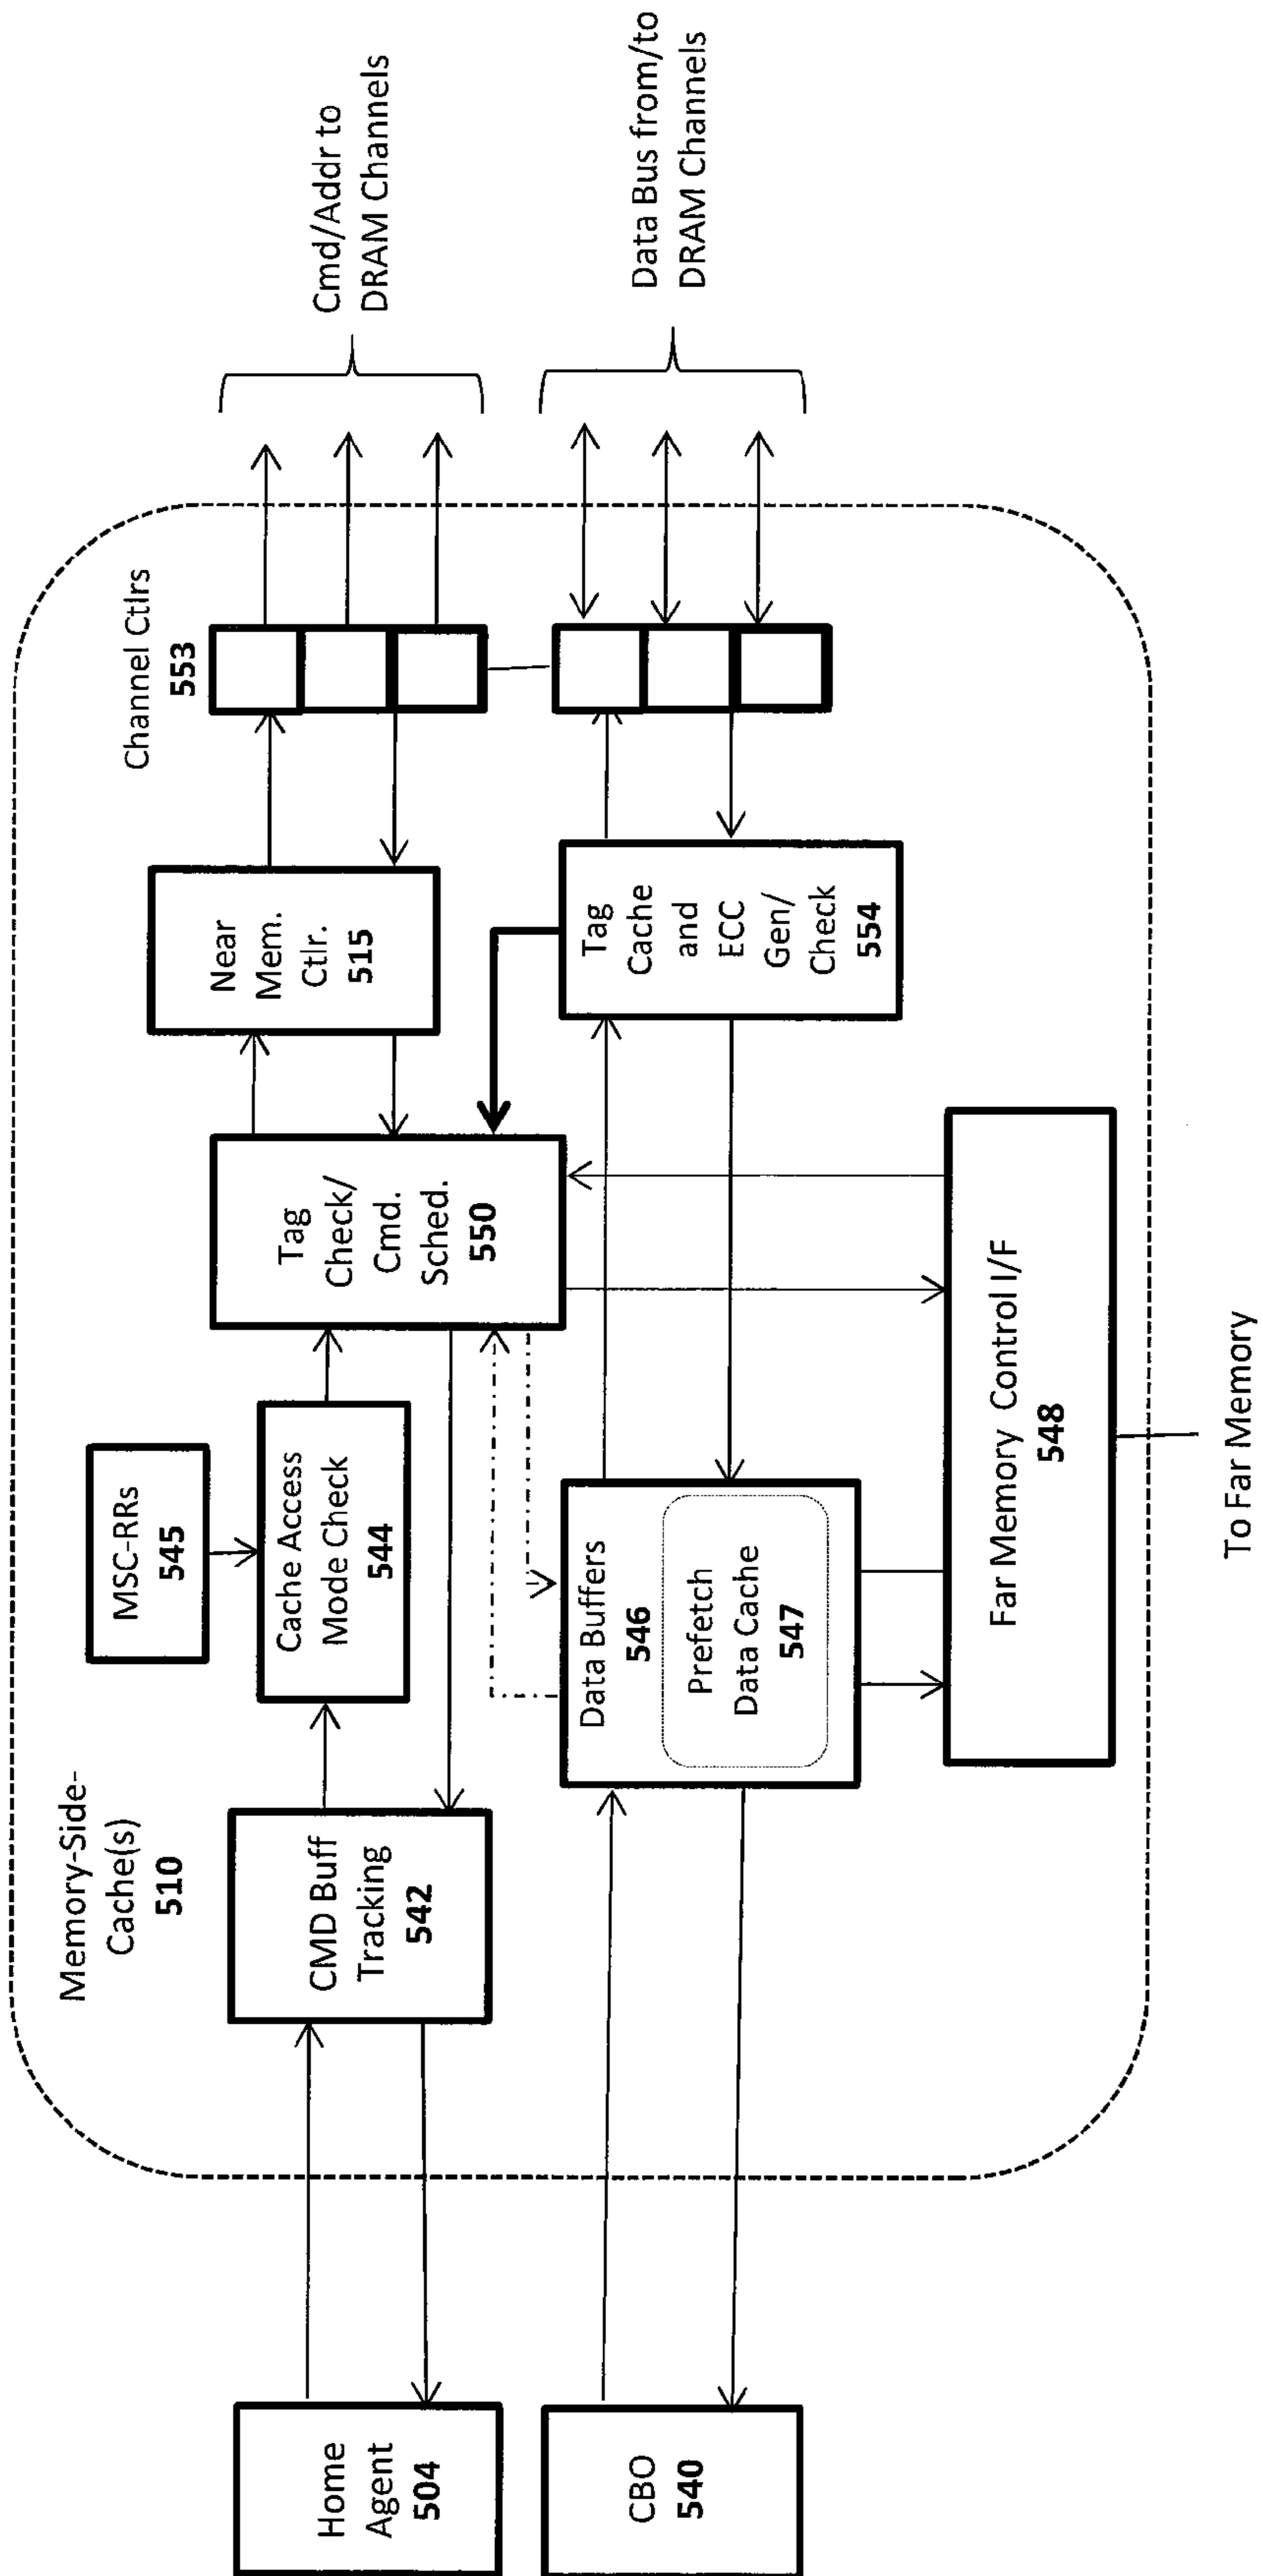 Memory-Side-
Cache(s)
510
Home
Agent
504
CBO
540
CMD Buff
Tracking
542
MSC-RRs
545
Cache Access
Mode Check
544
Tag
Check/
Cmd.
Sched.
550
Near
Mem.
Ctlr.
515
Channel Ctlrs
553
Cmd/Addr to
DRAM Channels
Data Buffers
546
Prefetch
Data Cache
547
Tag
Cache
and
ECC
Gen/
Check
554
Data Bus from/to
DRAM Channels
Far Memory Control I/F
548
To Far Memory